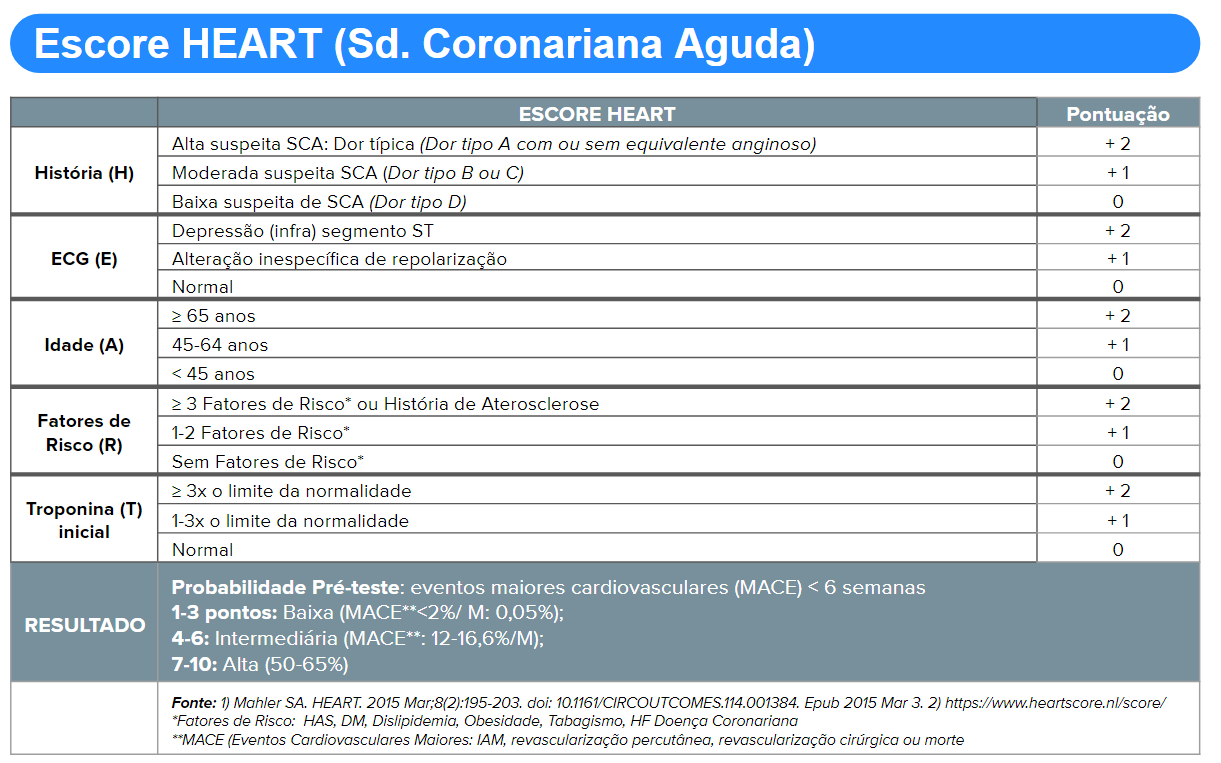 Escore HEART (Sd. Coronariana Aguda)
ESCORE HEART Pontuação
História (H)
Alta suspeita SCA: Dor típica (Dor tipo A com ou sem equivalente anginoso) + 2
Moderada suspeita SCA (Dor tipo B ou C) + 1
Baixa suspeita de SCA (Dor tipo D) 0
ECG (E)
Depressão (infra) segmento ST + 2
Alteração inespecífica de repolarização + 1
Normal 0
Idade (A)
≥ 65 anos + 2
45-64 anos + 1
< 45 anos 0
Fatores de
Risco (R)
≥ 3 Fatores de Risco* ou História de Aterosclerose + 2
1-2 Fatores de Risco* + 1
Sem Fatores de Risco* 0
Troponina (T)
inicial
≥ 3x o limite da normalidade + 2
1-3x o limite da normalidade + 1
Normal 0
RESULTADO
Probabilidade Pré-teste: eventos maiores cardiovasculares (MACE) < 6 semanas
1-3 pontos: Baixa (MACE**<2%/ M: 0,05%);
4-6: Intermediária (MACE**: 12-16,6%/M);
7-10: Alta (50-65%)
Fonte: 1) Mahler SA. HEART. 2015 Mar;8(2):195-203. doi: 10.1161/CIRCOUTCOMES.114.001384. Epub 2015 Mar 3. 2) https://www.heartscore.nl/score/
*Fatores de Risco: HAS, DM, Dislipidemia, Obesidade, Tabagismo, HF Doença Coronariana
**MACE (Eventos Cardiovasculares Maiores: IAM, revascularização percutânea, revascularização cirúrgica ou morte